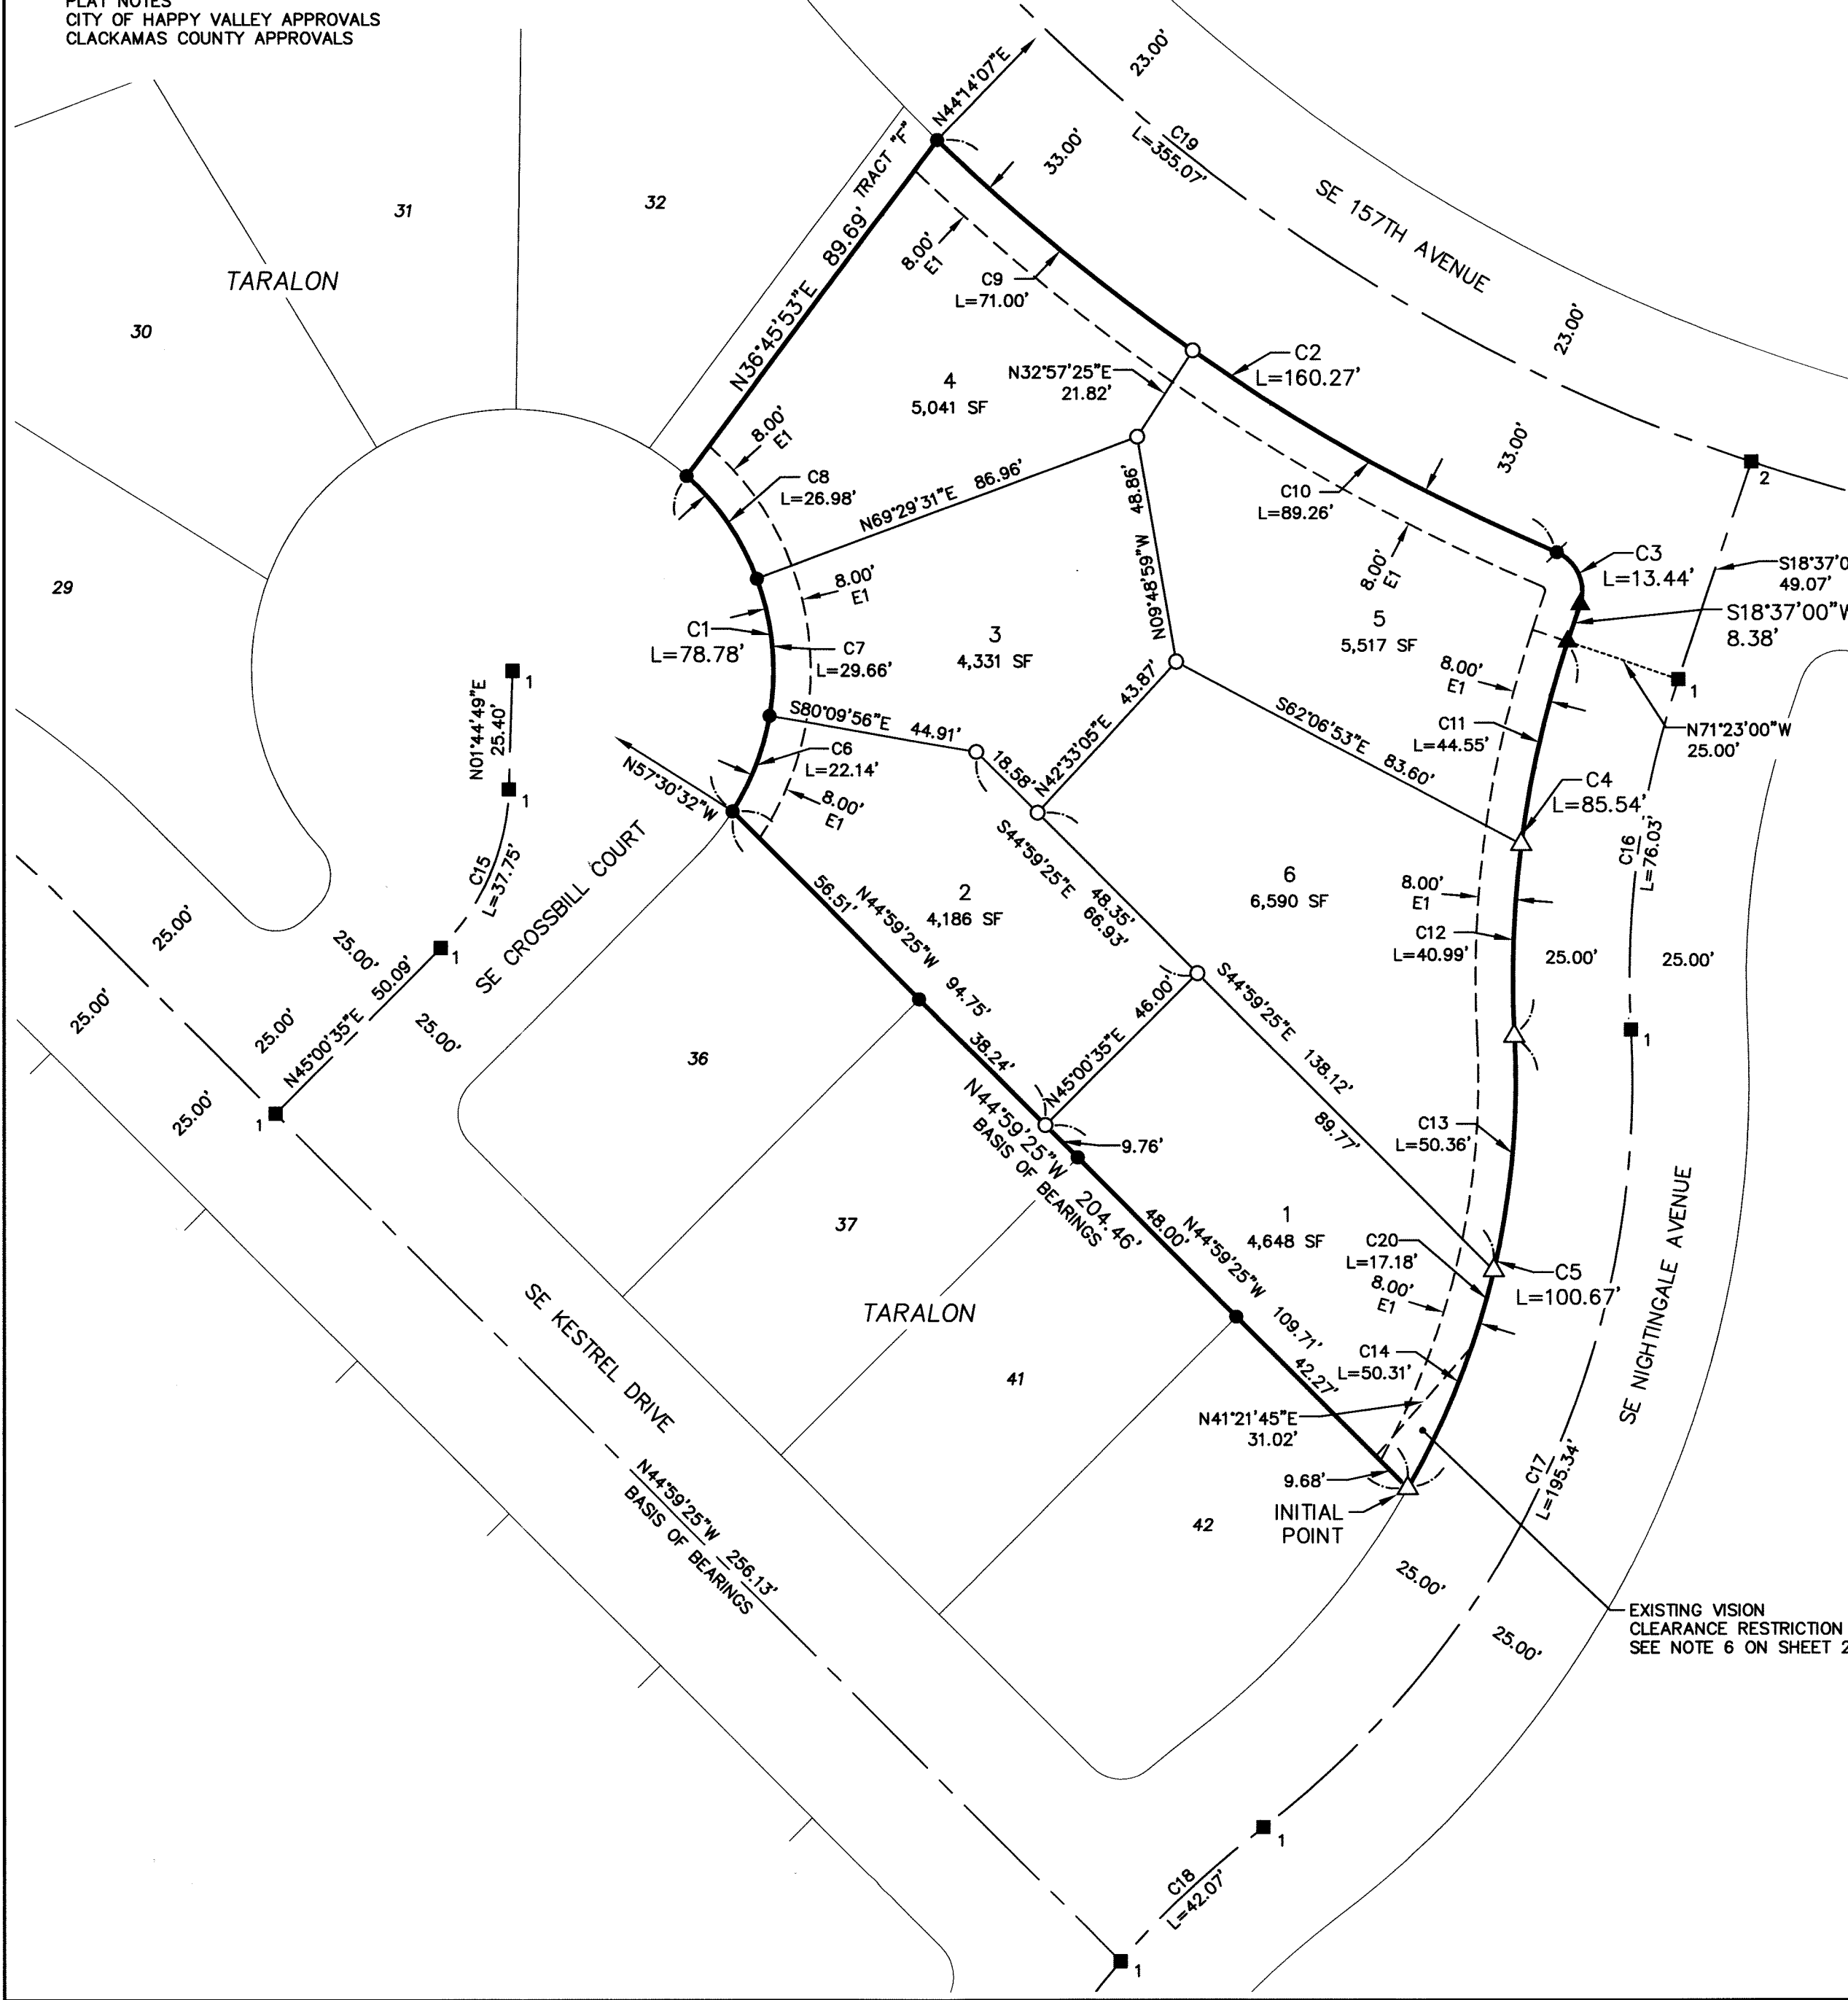 PLAT NOTES
CITY OF HAPPY VALLEY APPROVALS
CLACKAMAS COUNTY APPROVALS
N44°14'07"E
23.00'
C19
L=355.07'
33.00'
SE 157TH AVENUE
23.00'
TRACT "F"
31
32
TARALON
30
N36°45'53"E 89.69'
8.00'
E1
C9
L=71.00'
C2
L=160.27'
N32°57'25"E
21.82'
4
5,041 SF
33.00'
8.00'
E1
C8
L=26.98'
N69°29'31"E 86.96'
48.86'
N09°48'59"W
C10
L=89.26'
2
8.00'
E1
C3
L=13.44'
S18°37'0
49.07'
S18°37'00"W
8.38'
29
8.00'
E1
C1
L=78.78'
C7
L=29.66'
3
4,331 SF
5
5,517 SF
8.00'
E1
1
N71°23'00"W
25.00'
C11
L=44.55'
N01°44'49"E
25.40'
1
1
S80°09'56"E 44.91'
C6
L=22.14'
18.58'
N42°33'05"E 43.87'
S62°06'53"E 83.60'
C4
L=85.54'
C16
L=76.03'
N57°30'32"W
8.00'
E1
C15
L=37.75'
SE CROSSBILL COURT
1
56.51'
N44°59'25"W 94.75'
2
4,186 SF
S44°59'25"E 66.93'
48.35'
6
6,590 SF
8.00'
E1
C12
L=40.99'
25.00'
25.00'
25.00'
25.00'
25.00'
25.00'
25.00'
25.00'
N45°00'35"E 50.09'
1
36
38.24'
N45°00'35"E 46.00'
S44°59'25"E 138.12'
89.77'
1
C13
L=50.36'
9.76'
N44°59'25"W 204.46'
BASIS OF BEARINGS
37
48.00'
N44°59'25"W 109.71'
1
4,648 SF
C20
L=17.18'
8.00'
E1
C5
L=100.67'
SE NIGHTINGALE AVENUE
SE KESTREL DRIVE
TARALON
41
42.27'
C14
L=50.31'
N41°21'45"E
31.02'
9.68'
INITIAL
POINT
C17
L=195.34'
42
N44°59'25"W 256.13'
BASIS OF BEARINGS
25.00'
25.00'
EXISTING VISION
CLEARANCE RESTRICTION
SEE NOTE 6 ON SHEET 2
1
C18
L=42.07'
1